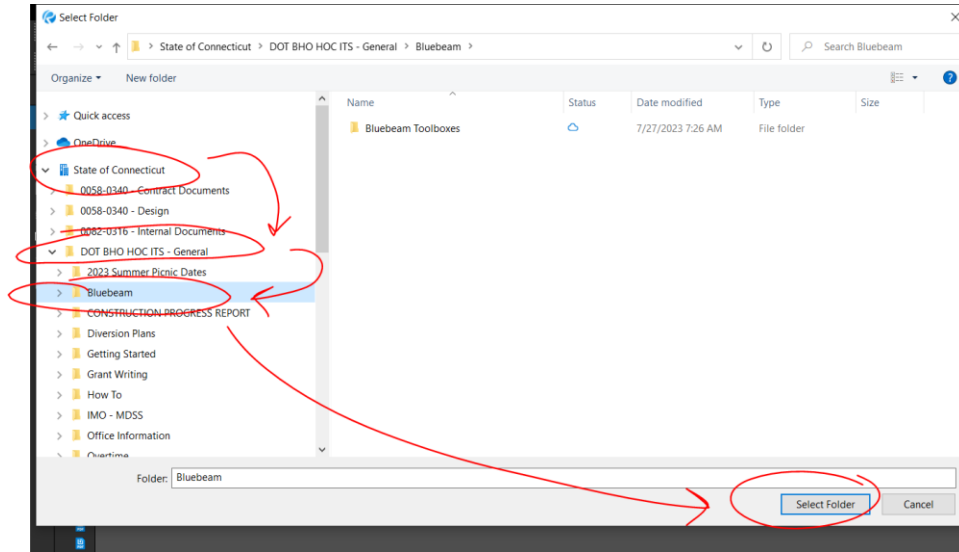 Select Folder
State of Connecticut > DOT BHO HOC ITS - General > Bluebeam >
Search Bluebeam
Organize
New folder
Name
Status
Date modified
Type
Size
Quick access
OneDrive
State of Connecticut
0058-0340 - Contract Documents
0058-0340 - Design
0082-0316 - Internal Documents
DOT BHO HOC ITS - General
2023 Summer Picnic Dates
Bluebeam
CONSTRUCTION PROGRESS REPORT
Diversion Plans
Getting Started
Grant Writing
How To
IMO - MDSS
Office Information
Overtime
Bluebeam Toolboxes
7/27/2023 7:26 AM
File folder
Folder: Bluebeam
Select Folder
Cancel